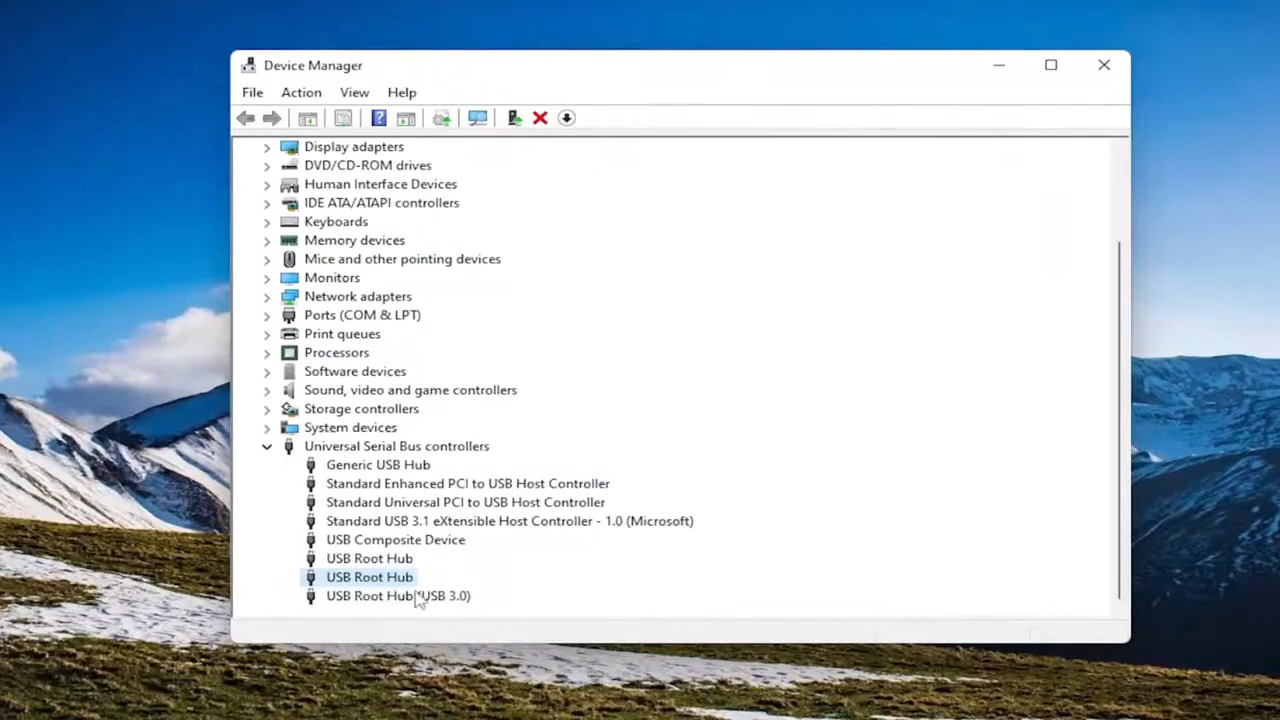 Device Manager
File Action View Help
Display adapters
DVD/CD-ROM drives
Human Interface Devices
IDE ATA/ATAPI controllers
Keyboards
Memory devices
Mice and other pointing devices
Monitors
Network adapters
Ports (COM & LPT)
Print queues
Processors
Software devices
Sound, video and game controllers
Storage controllers
System devices
Universal Serial Bus controllers
Generic USB Hub
Standard Enhanced PCI to USB Host Controller
Standard Universal PCI to USB Host Controller
Standard USB 3.1 eXtensible Host Controller - 1.0 (Microsoft)
USB Composite Device
USB Root Hub
USB Root Hub
USB Root Hub (USB 3.0)